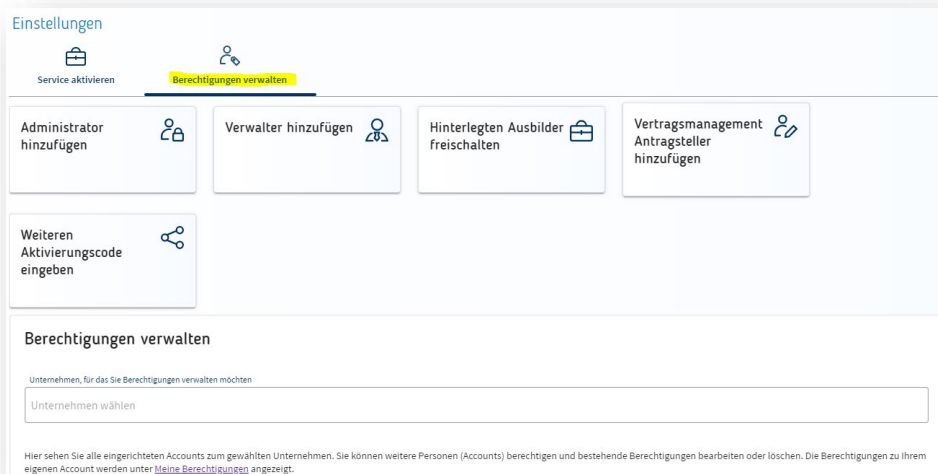 Einstellungen
Service aktivieren
Berechtigungen verwalten
Administrator
hinzufügen
Verwalter hinzufügen
Hinterlegten Ausbilder
freischalten
Vertragsmanagement
Antragsteller
hinzufügen
Weiteren
Aktivierungscode
eingeben
Berechtigungen verwalten
Unternehmen, für das Sie Berechtigungen verwalten möchten
Unternehmen wählen
Hier sehen Sie alle eingerichteten Accounts zum gewählten Unternehmen. Sie können weitere Personen (Accounts) berechtigen und bestehende Berechtigungen bearbeiten oder löschen. Die Berechtigungen zu Ihrem
eigenen Account werden unter Meine Berechtigungen angezeigt.